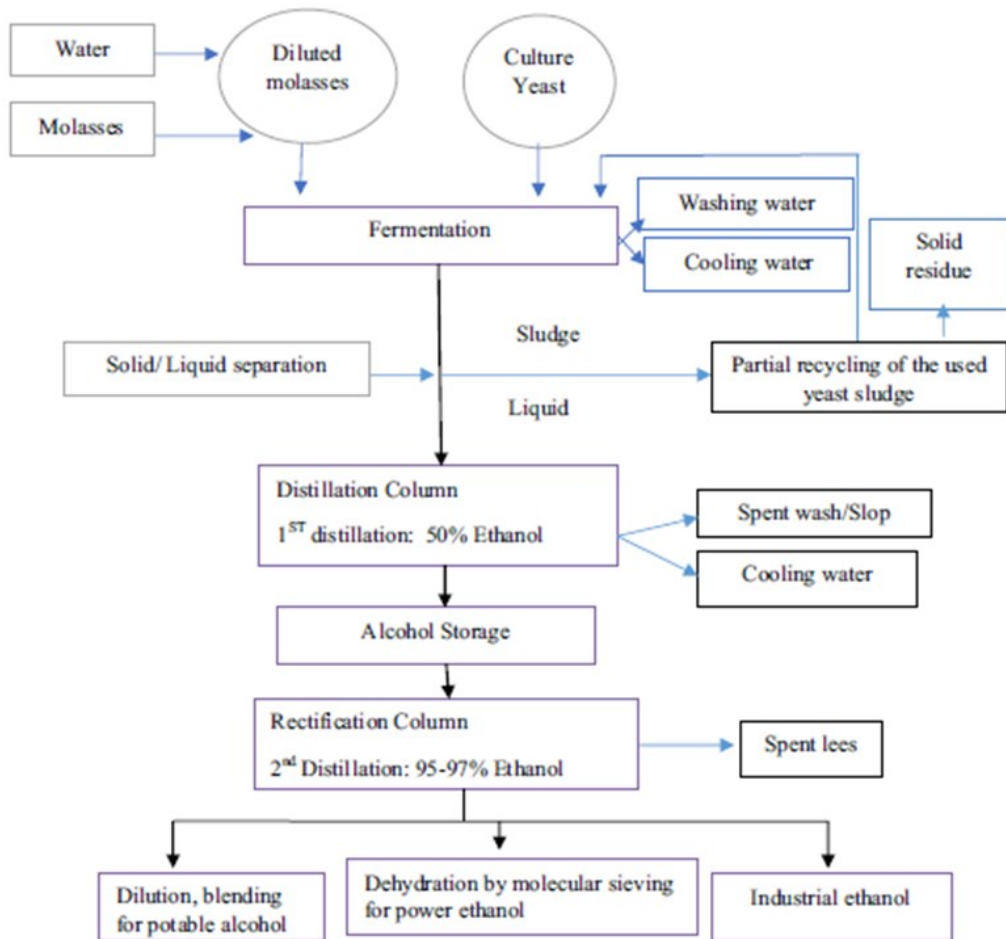 Water
Diluted
molasses
Culture
Yeast
Molasses
Washing water
Fermentation
Solid
residue
Cooling water
Sludge
Solid/ Liquid separation
Partial recycling of the used
yeast sludge
Liquid
Distillation Column
1ST distillation: 50% Ethanol
Spent wash/Slop
Cooling water
Alcohol Storage
Rectification Column
2nd Distillation: 95-97% Ethanol
Spent lees
Dilution, blending
for potable alcohol
Dehydration by molecular sieving
for power ethanol
Industrial ethanol